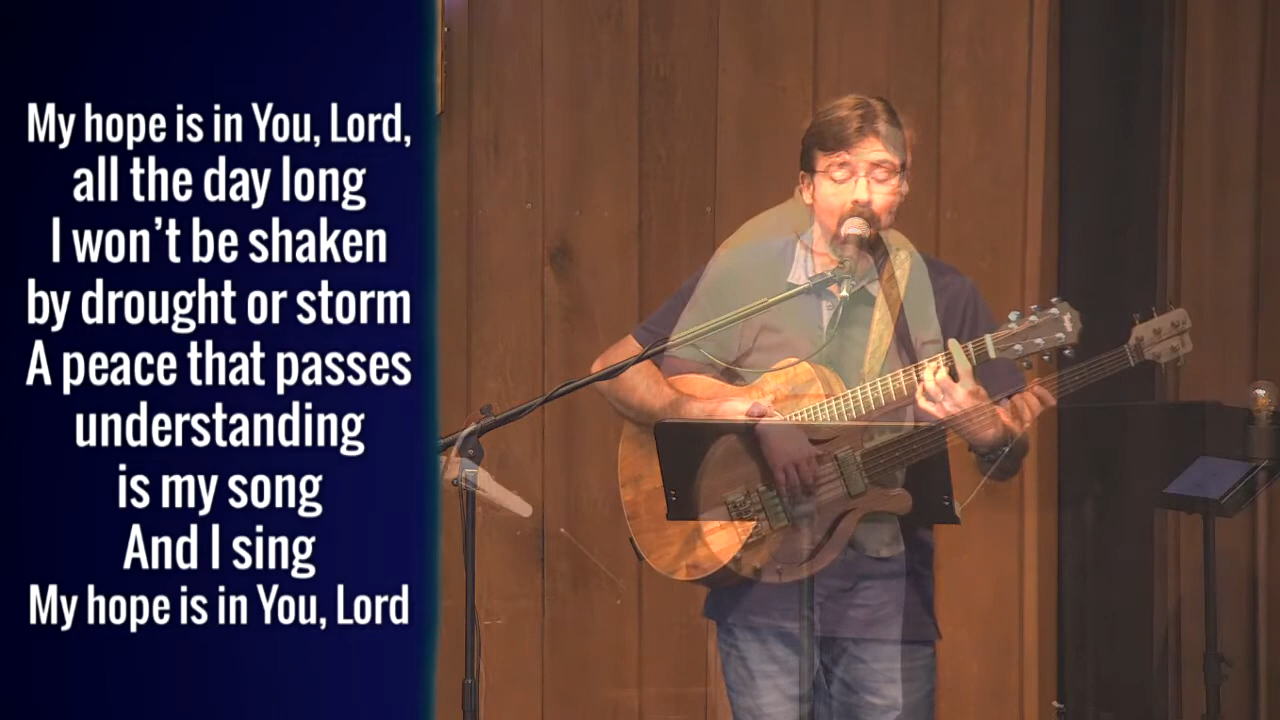 My hope is in You, Lord,
all the day long
I won't be shaken
by drought or storm
A peace that passes
understanding
is my song
And I sing
My hope is in You, Lord